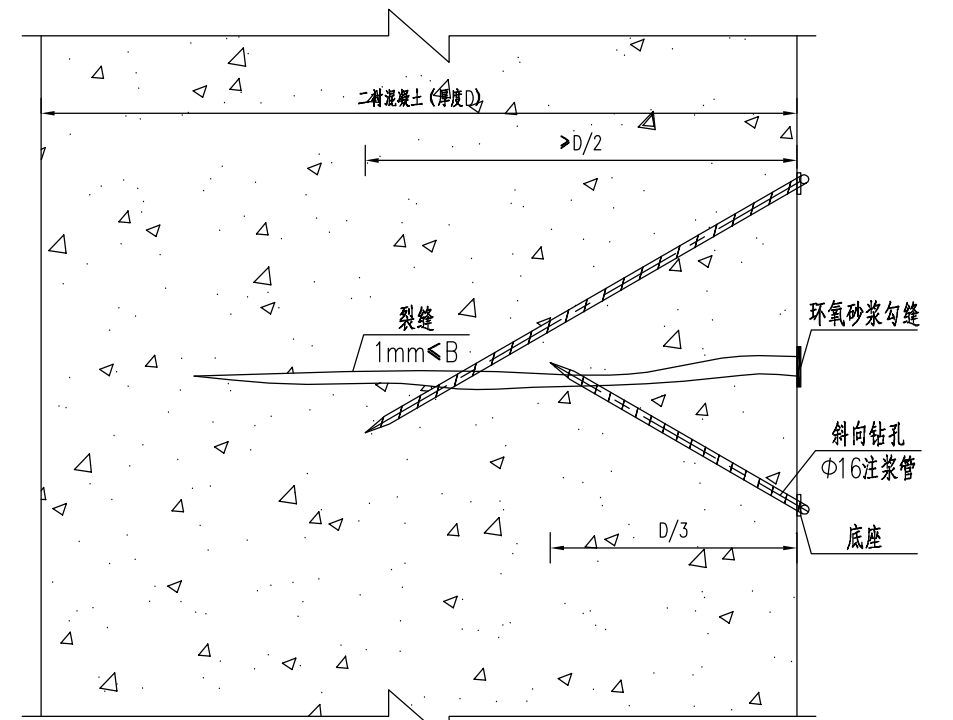 二衬混凝土（厚度D）
≥D/2
裂缝
1mm≤B
环氧砂浆勾缝
斜向钻孔
Φ16注浆管
D/3
底座